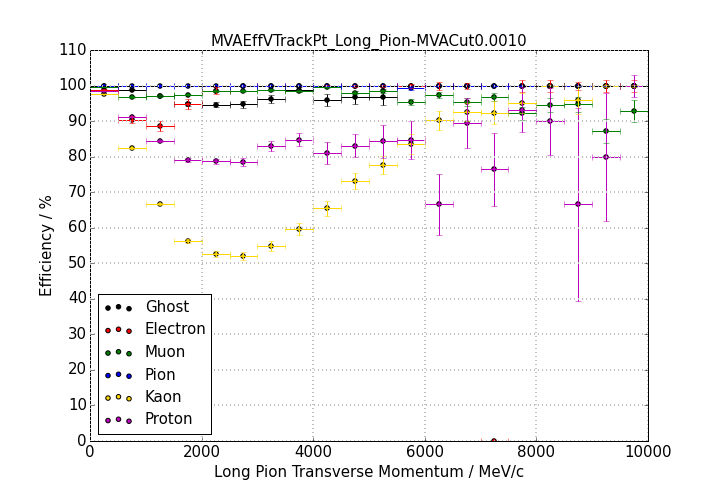 MVAEffVTrackPt_Long_Pion-MVACut0.0010
110
100
90
80
70
60
50
40
30
20
10
0
Efficiency / %
Ghost
Electron
Muon
Pion
Kaon
Proton
0 2000 4000 6000 8000 10000
Long Pion Transverse Momentum / MeV/c